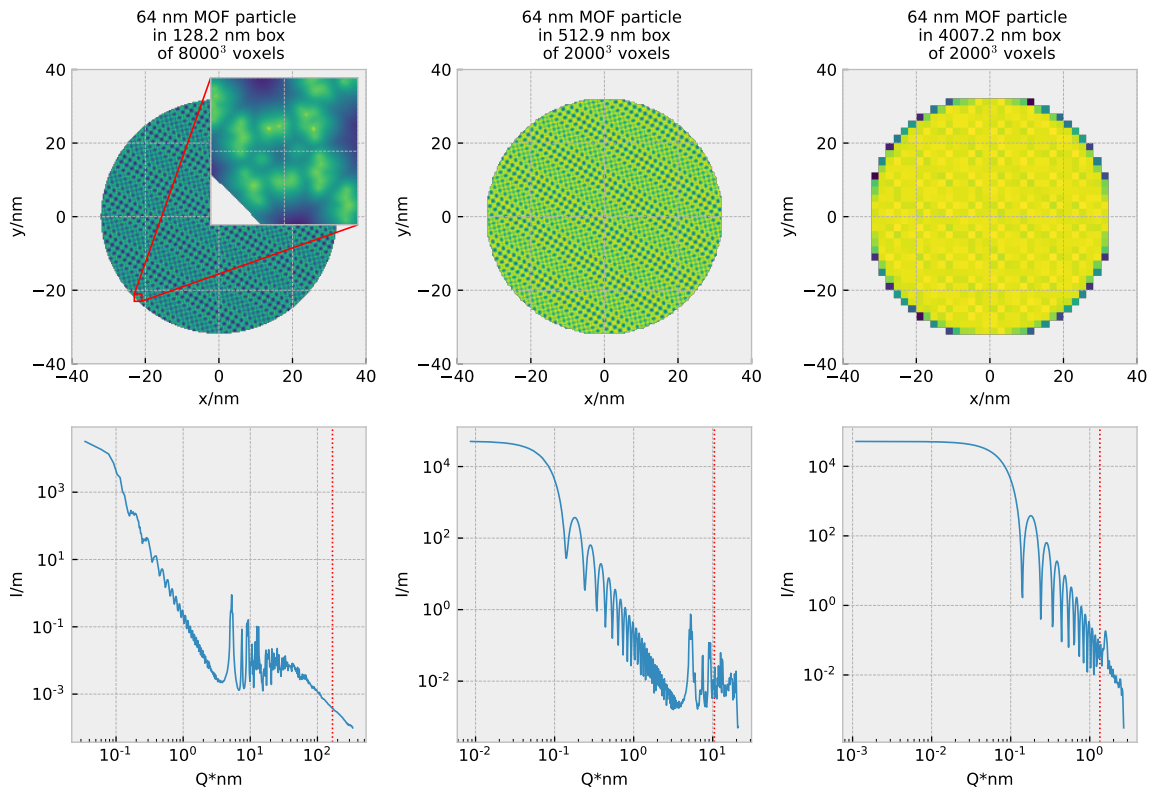 64 nm MOF particle
in 128.2 nm box
of 8000³ voxels
64 nm MOF particle
in 512.9 nm box
of 2000³ voxels
64 nm MOF particle
in 4007.2 nm box
of 2000³ voxels
40
20
0
−20
−40
y/nm
−40 −20 0 20 40
x/nm
40
20
0
−20
−40
y/nm
−40 −20 0 20 40
x/nm
40
20
0
−20
−40
y/nm
−40 −20 0 20 40
x/nm
10³
10¹
10⁻¹
10⁻³
I/m
10⁻¹ 10⁰ 10¹ 10²
Q*nm
10⁴
10²
10⁰
10⁻²
I/m
10⁻² 10⁻¹ 10⁰ 10¹
Q*nm
10⁴
10²
10⁰
10⁻²
I/m
10⁻³ 10⁻² 10⁻¹ 10⁰
Q*nm